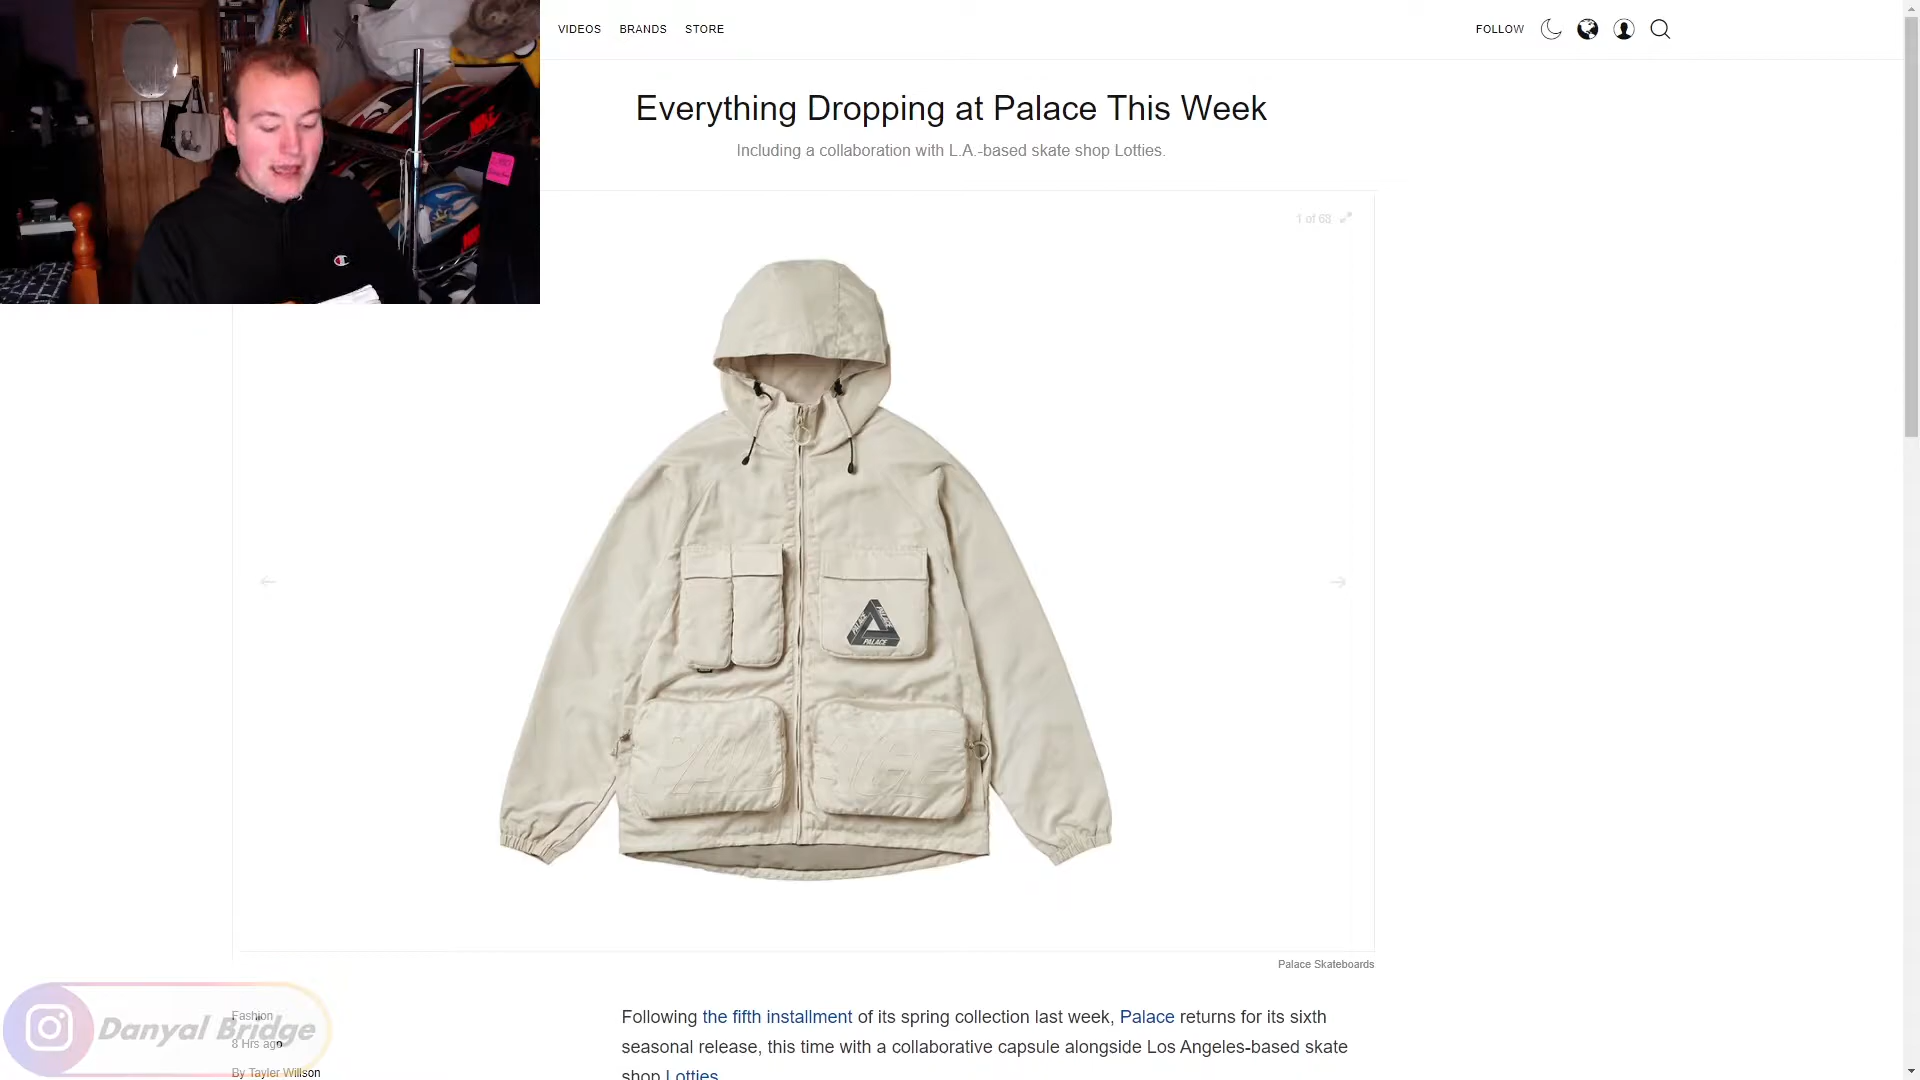 VIDEOS BRANDS STORE
FOLLOW
Everything Dropping at Palace This Week
Including a collaboration with L.A.-based skate shop Lotties.
1 of 68
PALACE
PALACE
PALACE
PALACE
Palace Skateboards
Fashion
8 Hrs ago
By Tayler Willson
Danyal Bridge
Following the fifth installment of its spring collection last week, Palace returns for its sixth
seasonal release, this time with a collaborative capsule alongside Los Angeles-based skate
shop Lotties.